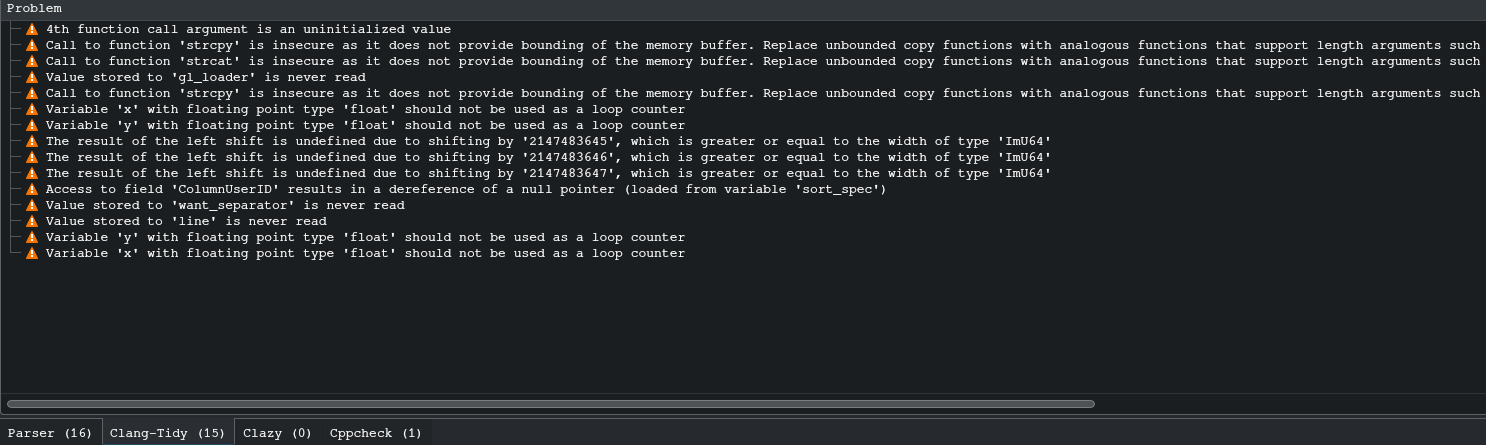 Problem
4th function call argument is an uninitialized value
Call to function 'strcpy' is insecure as it does not provide bounding of the memory buffer. Replace unbounded copy functions with analogous functions that support length arguments such
Call to function 'strcat' is insecure as it does not provide bounding of the memory buffer. Replace unbounded copy functions with analogous functions that support length arguments such
Value stored to 'gl_loader' is never read
Call to function 'strcpy' is insecure as it does not provide bounding of the memory buffer. Replace unbounded copy functions with analogous functions that support length arguments such
Variable 'x' with floating point type 'float' should not be used as a loop counter
Variable 'y' with floating point type 'float' should not be used as a loop counter
The result of the left shift is undefined due to shifting by '2147483645', which is greater or equal to the width of type 'ImU64'
The result of the left shift is undefined due to shifting by '2147483646', which is greater or equal to the width of type 'ImU64'
The result of the left shift is undefined due to shifting by '2147483647', which is greater or equal to the width of type 'ImU64'
Access to field 'ColumnUserID' results in a dereference of a null pointer (loaded from variable 'sort_spec')
Value stored to 'want_separator' is never read
Value stored to 'line' is never read
Variable 'y' with floating point type 'float' should not be used as a loop counter
Variable 'x' with floating point type 'float' should not be used as a loop counter
Parser (16) Clang-Tidy (15) Clazy (0) Cppcheck (1)